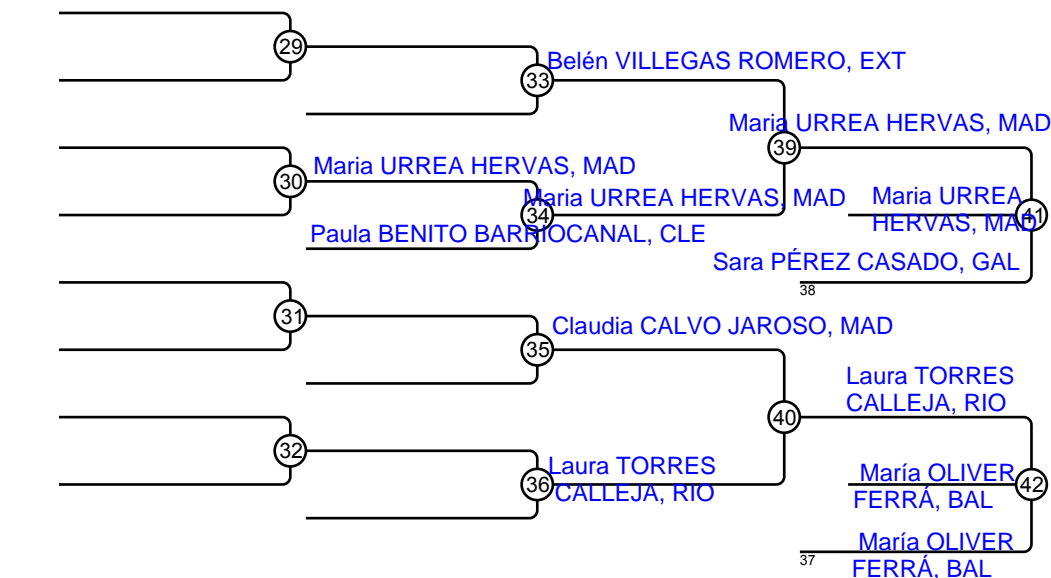 29
33
Belén VILLEGAS ROMERO, EXT
Maria URREA HERVAS, MAD
39
Maria URREA HERVAS, MAD
30
34
Maria URREA HERVAS, MAD
Maria URREA
HERVAS, MAD
41
Paula BENITO BARRIOCANAL, CLE
Sara PÉREZ CASADO, GAL
38
31
Claudia CALVO JAROSO, MAD
35
Laura TORRES
CALLEJA, RIO
40
32
Laura TORRES
CALLEJA, RIO
36
María OLIVER
FERRÁ, BAL
42
María OLIVER
FERRÁ, BAL
37